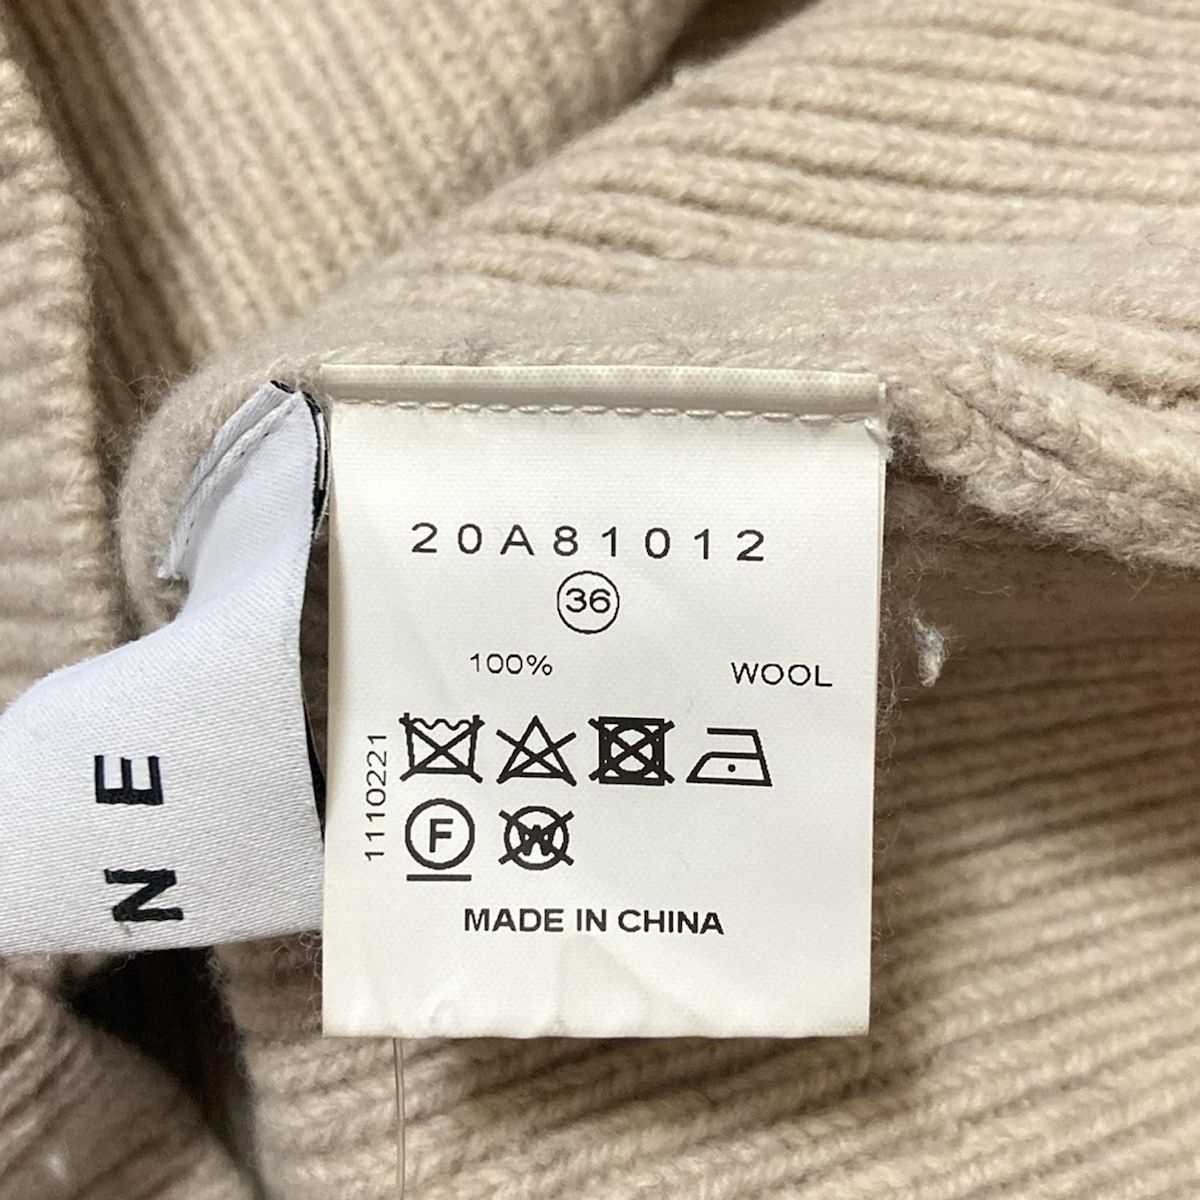 20A81012
36
100% WOOL
1110221
F
W
MADE IN CHINA
NE